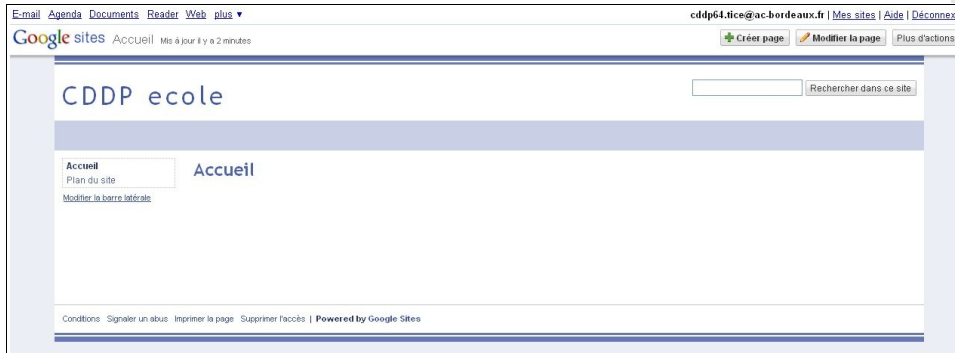 E-mail Agenda Documents Reader Web plus ▼ cddp64.tice@ac-bordeaux.fr | Mes sites | Aide | Déconnex
Google sites Accueil Mis à jour il y a 2 minutes Créer page Modifier la page Plus d'actions
CDDP ecole Rechercher dans ce site
Accueil
Accueil
Plan du site
Modifier la barre latérale
Conditions Signaler un abus Imprimer la page Supprimer l'accès | Powered by Google Sites